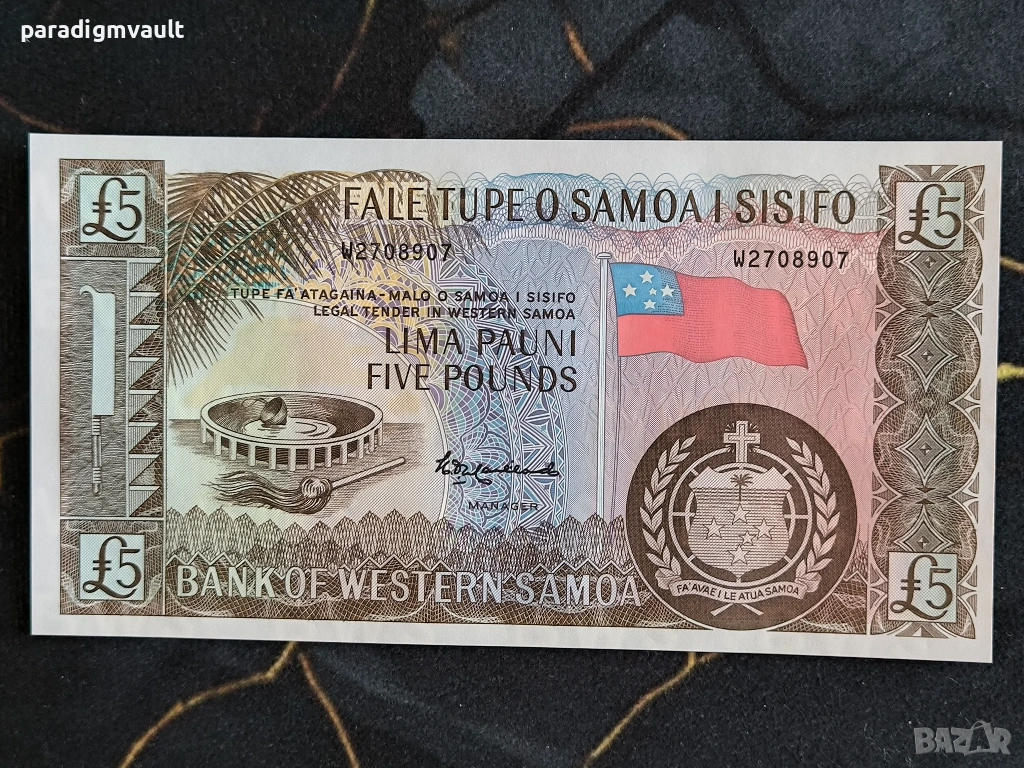 paradigmvault
£5
£5
FALE TUPE O SAMOA I SISIFO
W2708907
W2708907
TUPE FA'ATAGAINA - MALO O SAMOA I SISIFO
LEGAL TENDER IN WESTERN SAMOA
LIMA PAUNI
FIVE POUNDS
MANAGER
£5
BANK OF WESTERN SAMOA
FA'AVAE I LE ATUA SAMOA
£5
BAZAR